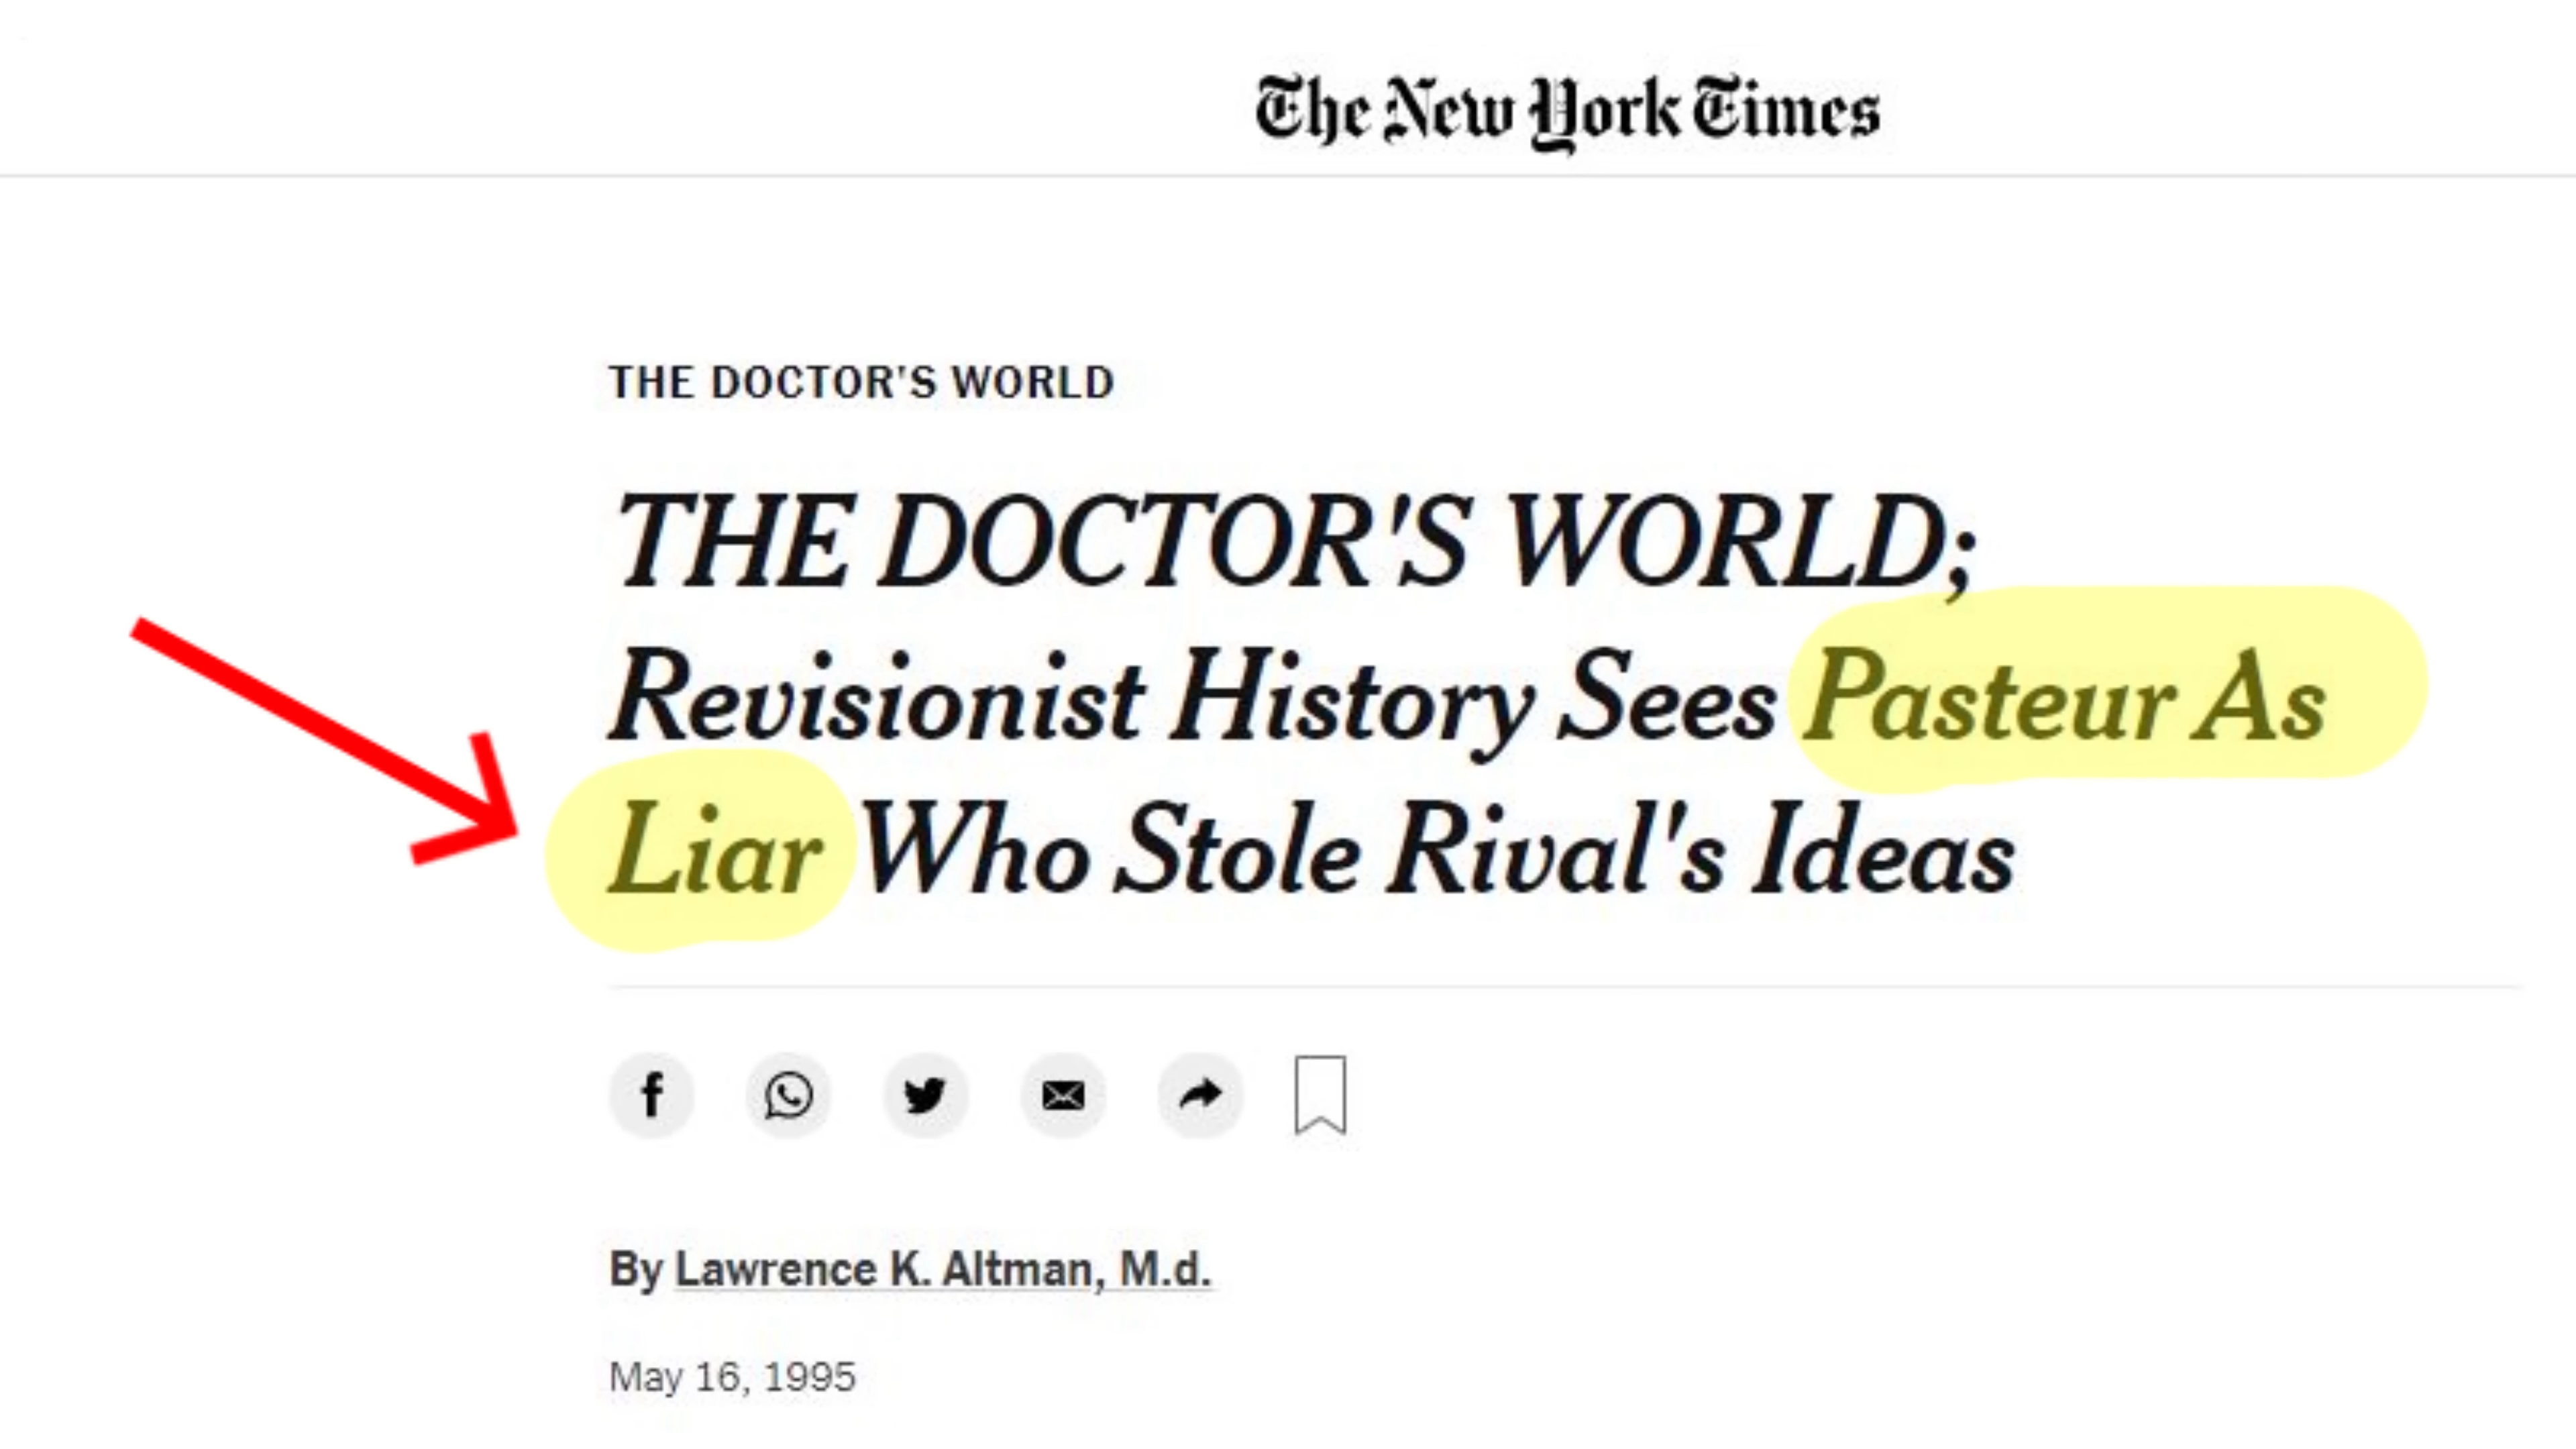 The New York Times
THE DOCTOR'S WORLD
THE DOCTOR'S WORLD;
Revisionist History Sees Pasteur As
Liar Who Stole Rival's Ideas
By Lawrence K. Altman, M.d.
May 16, 1995